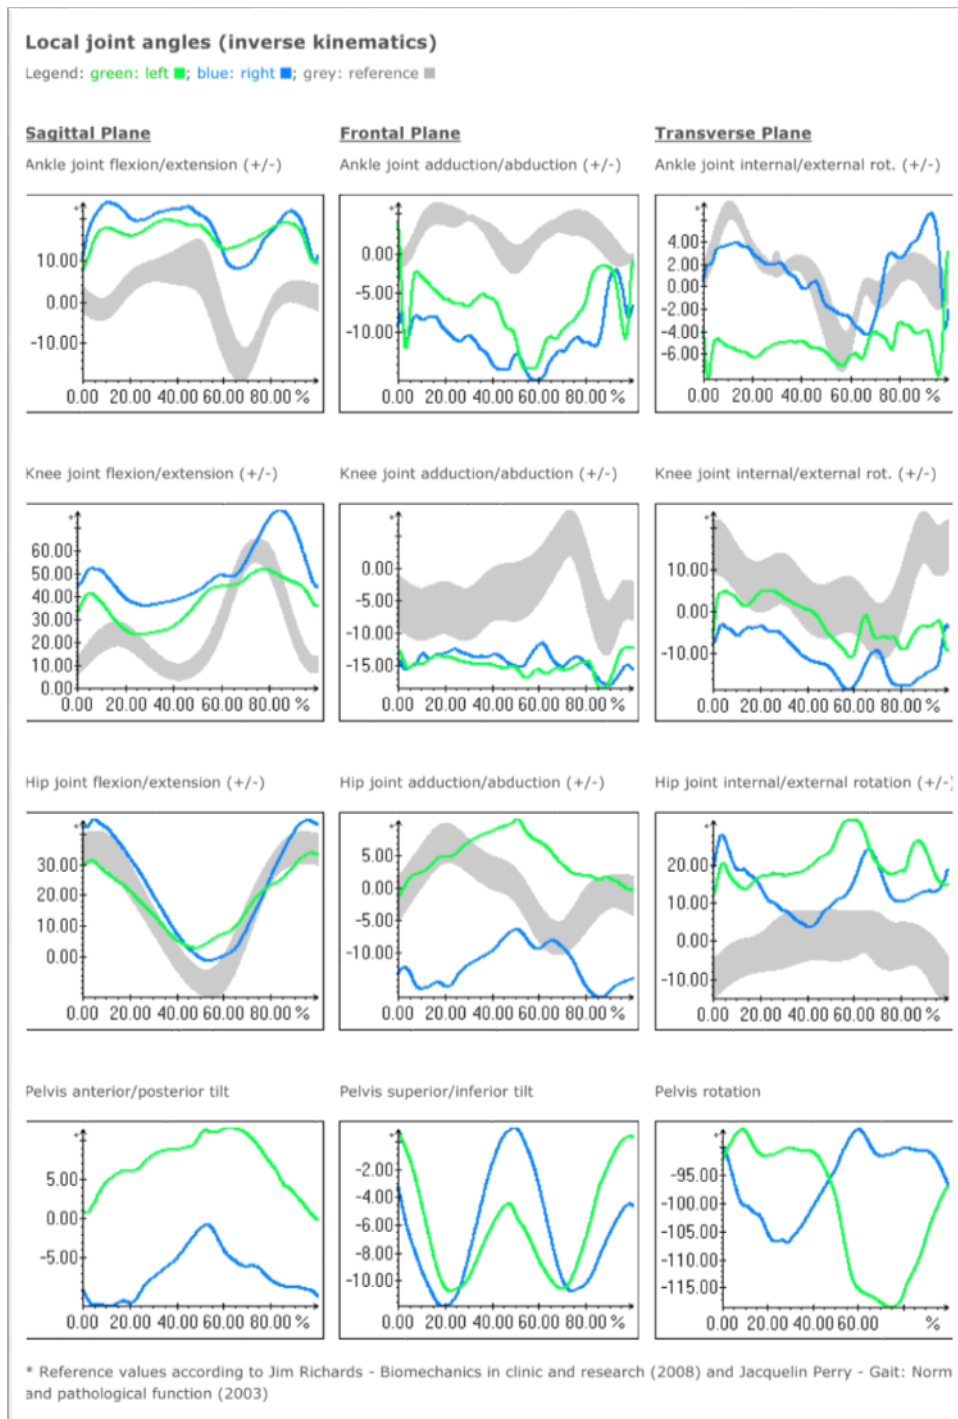 Local joint angles (inverse kinematics)
Legend: green: left ; blue: right ; grey: reference
Sagittal Plane Frontal Plane Transverse Plane
Ankle joint flexion/extension (+/-) Ankle joint adduction/abduction (+/-) Ankle joint internal/external rot. (+/-)
10.00 0.00 -10.00
0.00 20.00 40.00 60.00 80.00 %
0.00 -5.00 -10.00
0.00 20.00 40.00 60.00 80.00 %
4.00 2.00 0.00 -2.00 -4.00 -6.00
0.00 20.00 40.00 60.00 80.00 %
Knee joint flexion/extension (+/-) Knee joint adduction/abduction (+/-) Knee joint internal/external rot. (+/-)
60.00 50.00 40.00 30.00 20.00 10.00 0.00
0.00 20.00 40.00 60.00 80.00 %
0.00 -5.00 -10.00 -15.00
0.00 20.00 40.00 60.00 80.00 %
10.00 0.00 -10.00
0.00 20.00 40.00 60.00 80.00 %
Hip joint flexion/extension (+/-) Hip joint adduction/abduction (+/-) Hip joint internal/external rotation (+/-)
30.00 20.00 10.00 0.00
0.00 20.00 40.00 60.00 80.00 %
5.00 0.00 -5.00 -10.00
0.00 20.00 40.00 60.00 80.00 %
20.00 10.00 0.00 -10.00
0.00 20.00 40.00 60.00 80.00 %
Pelvis anterior/posterior tilt Pelvis superior/inferior tilt Pelvis rotation
5.00 0.00 -5.00
0.00 20.00 40.00 60.00 80.00 %
-2.00 -4.00 -6.00 -8.00 -10.00
0.00 20.00 40.00 60.00 80.00 %
-95.00 -100.00 -105.00 -110.00 -115.00
0.00 20.00 40.00 60.00 %
* Reference values according to Jim Richards - Biomechanics in clinic and research (2008) and Jacquelin Perry - Gait: Norm
and pathological function (2003)